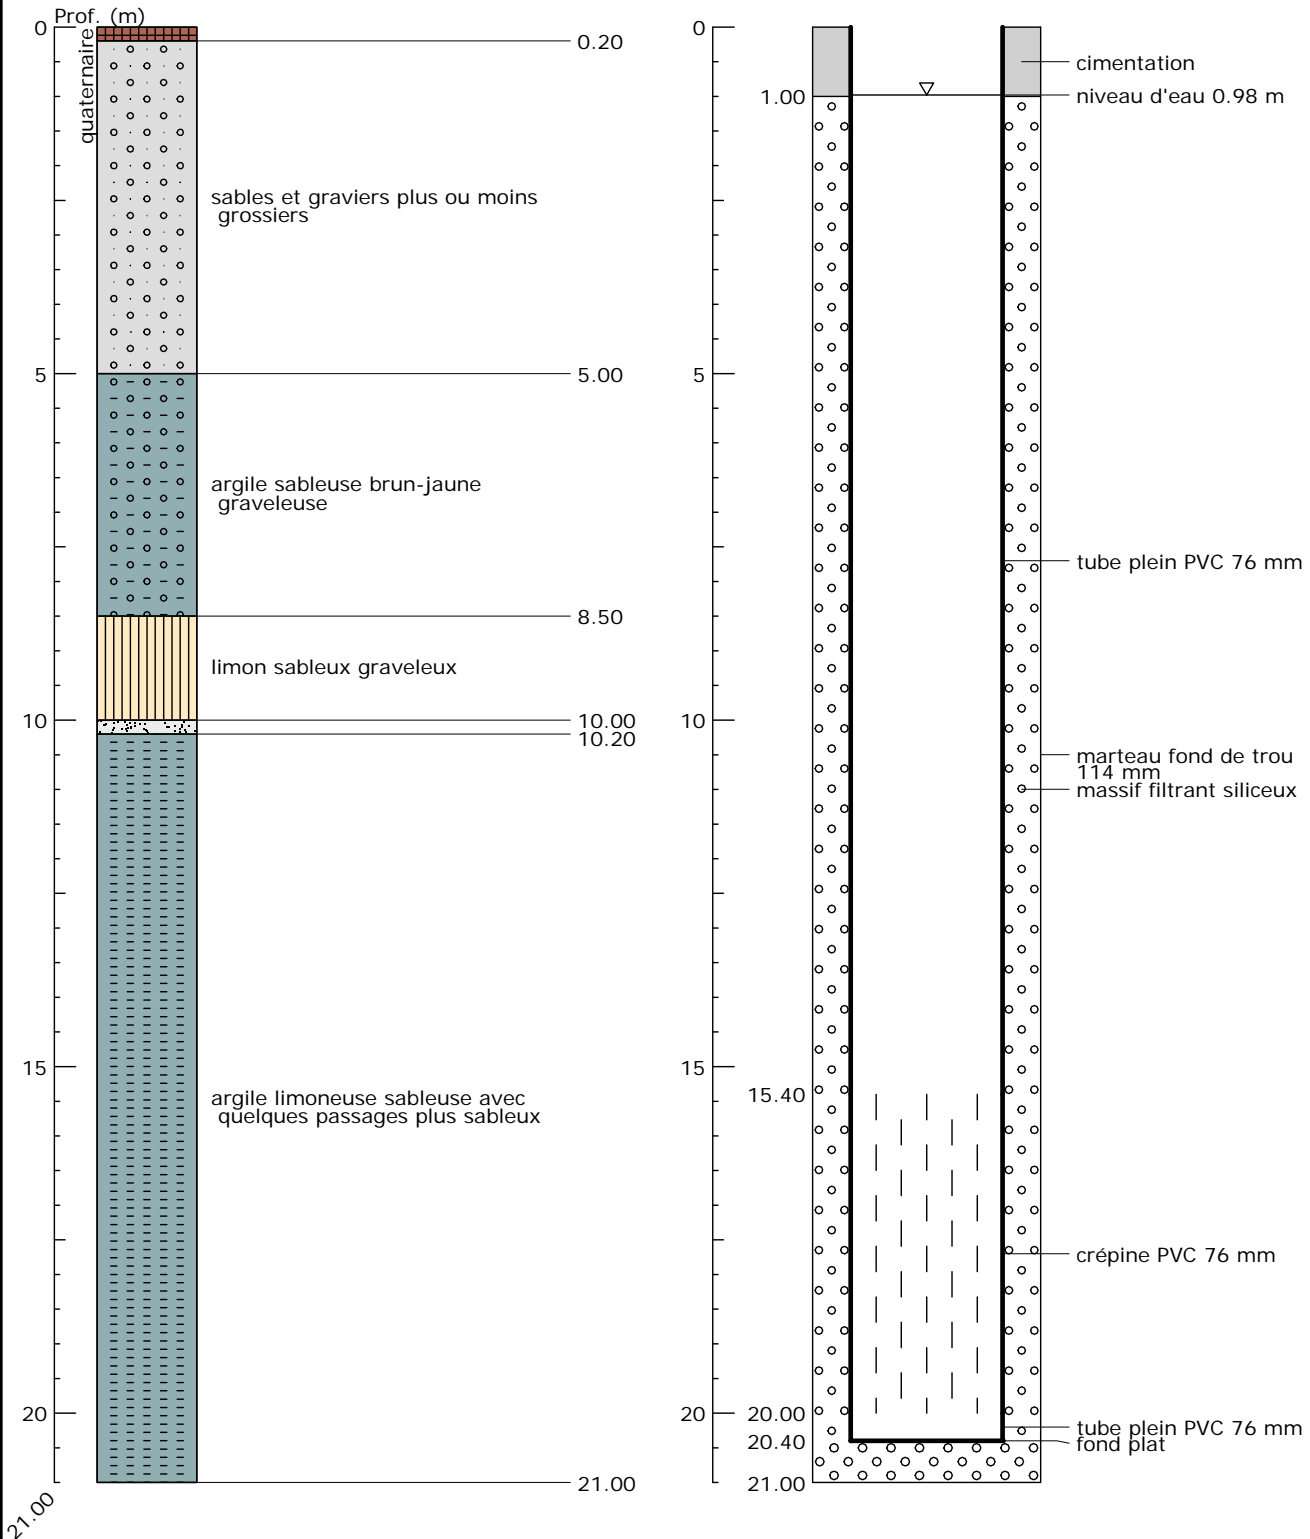 Prof. (m)
quaternaire
0
0.20
sables et graviers plus ou moins
grossiers
5
5.00
argile sableuse brun-jaune
graveleuse
8.50
limon sableux graveleux
10
10.00
10.20
15
argile limoneuse sableuse avec
quelques passages plus sableux
20
21.00
21.00
0
cimentation
1.00
niveau d'eau 0.98 m
5
tube plein PVC 76 mm
10
marteau fond de trou
114 mm
massif filtrant siliceux
15
15.40
crépine PVC 76 mm
20
20.00
tube plein PVC 76 mm
20.40
fond plat
21.00